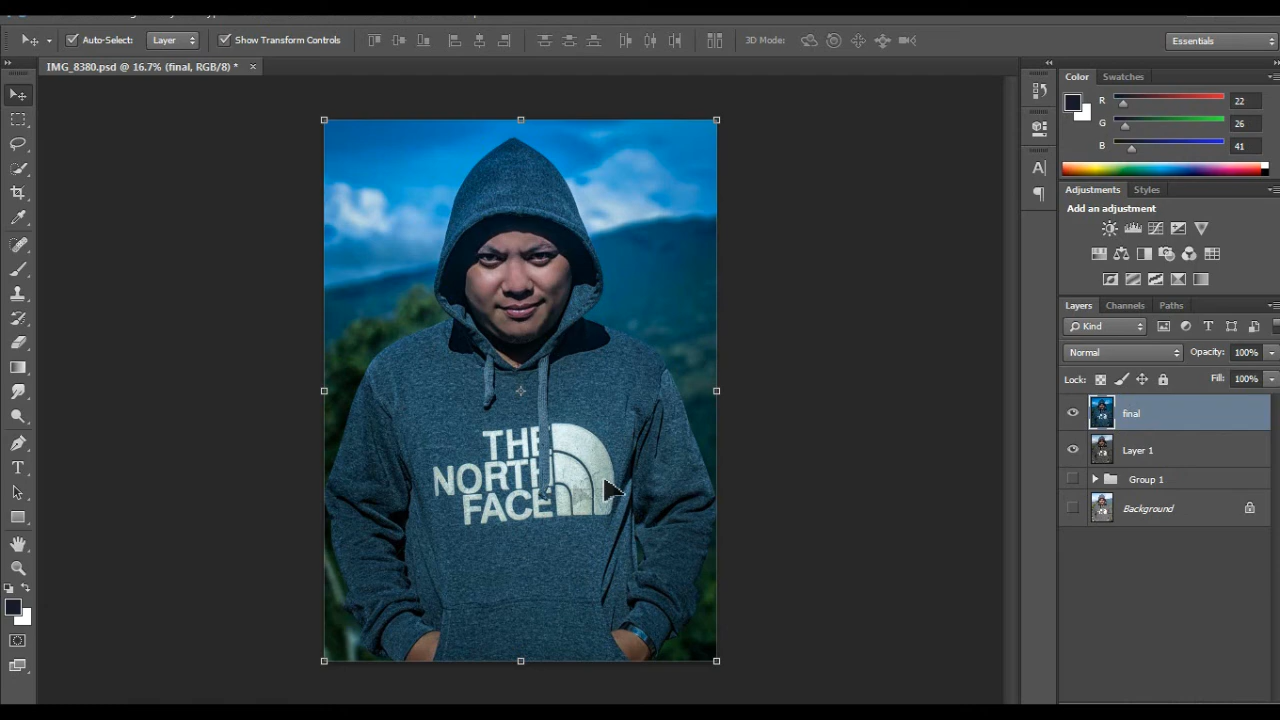 Auto-Select:
Layer
Show Transform Controls
3D Mode:
Essentials
IMG_8380.psd @ 16.7% (final, RGB/8) *
Color
Swatches
R
22
G
26
B
41
Adjustments
Styles
Add an adjustment
Layers
Channels
Paths
Kind
Normal
Opacity:
100%
Lock:
Fill:
100%
final
Layer 1
Group 1
Background
THE
NORTH
FACE